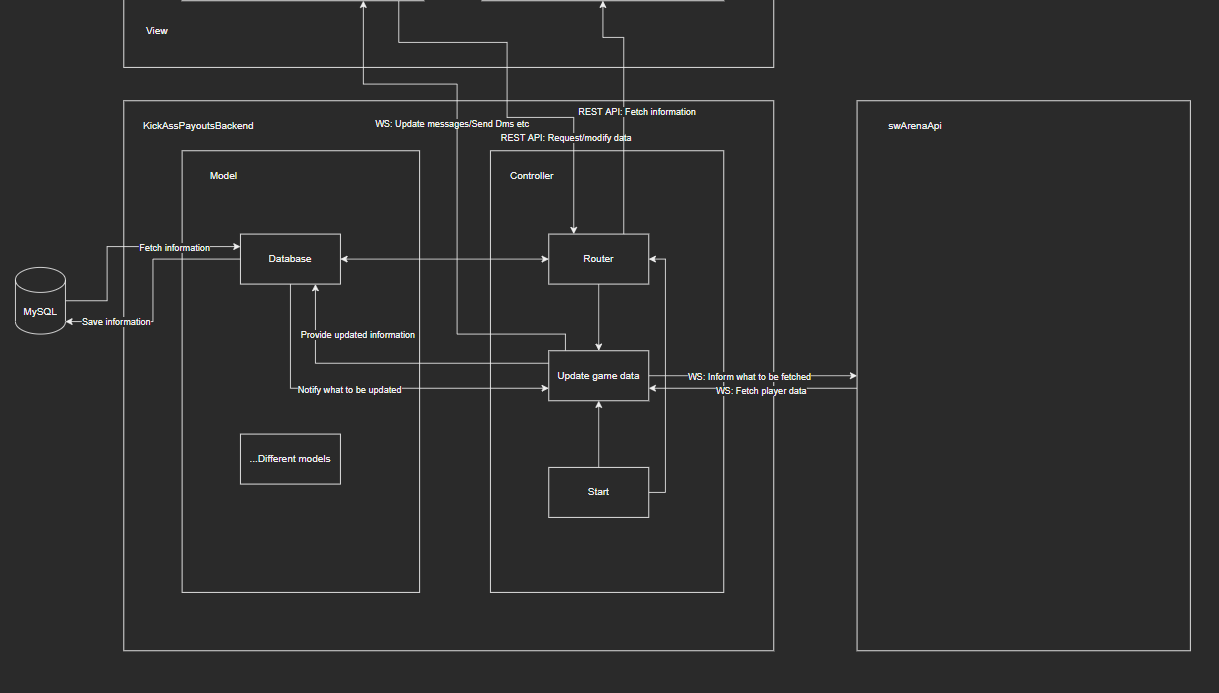 View
REST API: Fetch information
KickAssPayoutsBackend
WS: Update messages/Send Dms etc
swArenaApi
REST API: Request/modify data
Model
Controller
Fetch information
Database
Router
MySQL
Save information
Provide updated information
Update game data
WS: Inform what to be fetched
Notify what to be updated
WS: Fetch player data
...Different models
Start